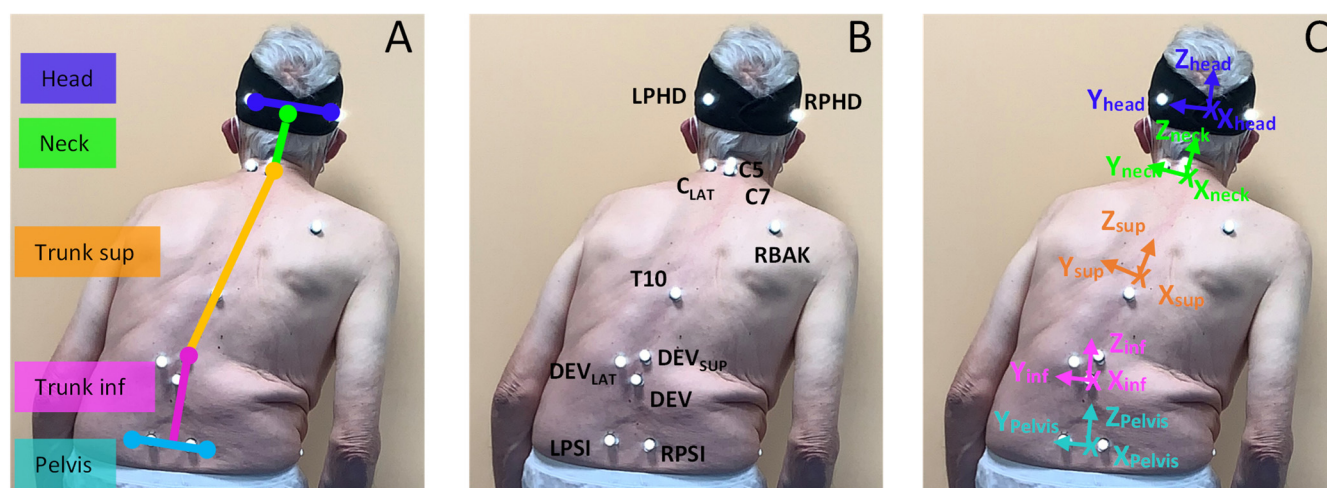 A
Head
Neck
Trunk sup
Trunk inf
Pelvis
B
LPHD
RPHD
C5
CLAT
C7
RBAK
T10
DEVLAT
DEVSUP
DEV
LPSI
RPSI
C
Zhead
Yhead
Xhead
Zneck
Yneck
Xneck
Zsup
Ysup
Xsup
Zinf
Yinf
Xinf
ZPelvis
YPelvis
XPelvis